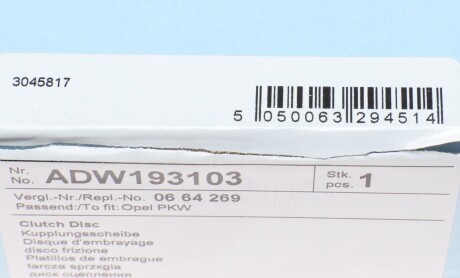 3045817
5 050063 294514
Nr.
No. ADW193103
Stk.
pcs. 1
Vergl.-Nr./Repl.-No. 06 64 269
Passend:/To fit:Opel PKW
Clutch Disc
Kupplungsscheibe
Disque d'embrayage
disco frizione
Platillos de embrague
tarcza sprzęgla
диск сцепления